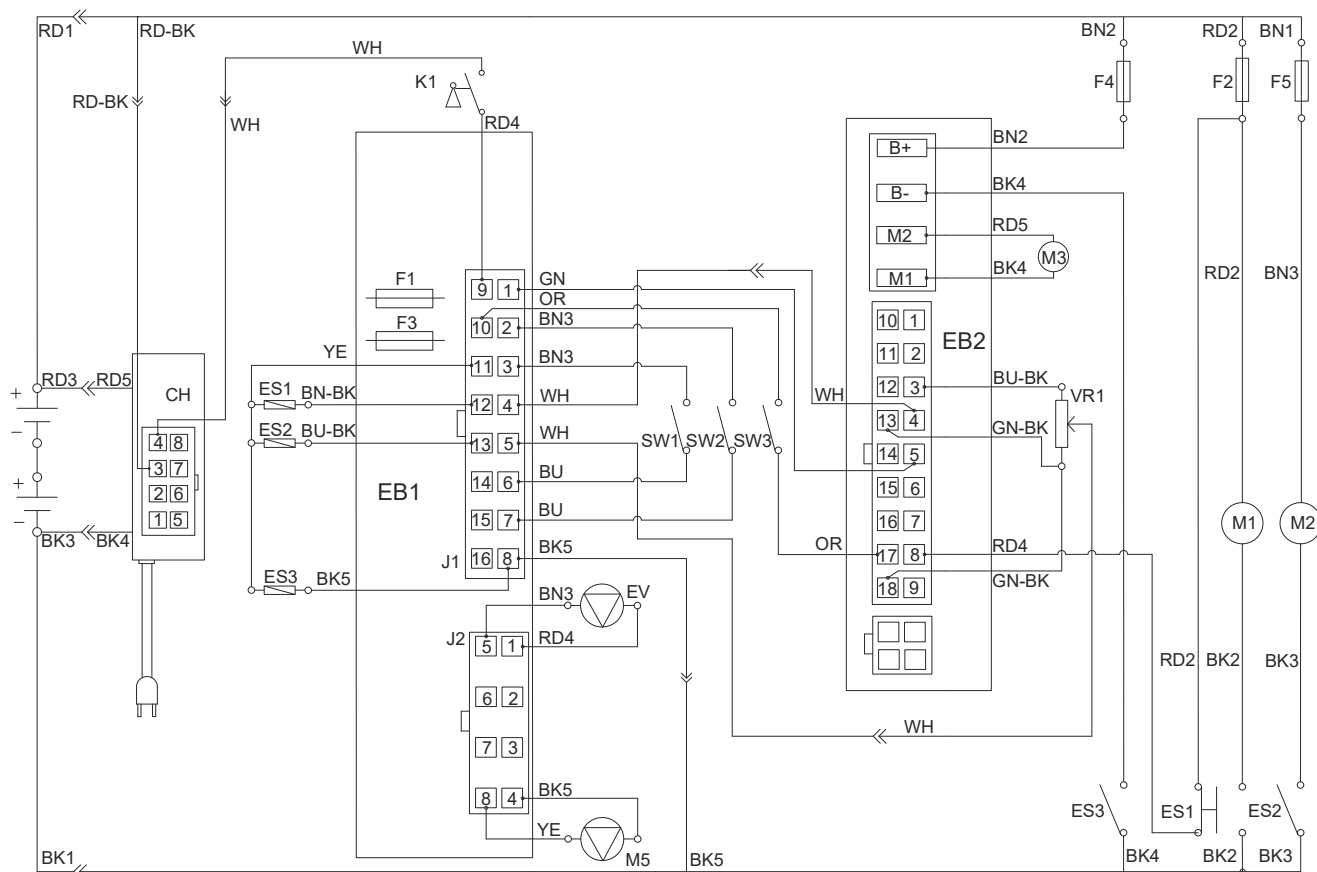 RD1
RD-BK
BN2
RD2
BN1
WH
K1
F4
F2
F5
RD-BK
WH
RD4
B+
BN2
B-
BK4
M2
RD5
M3
M1
BK4
RD2
BN3
F1
9 1
GN
OR
F3
10 2
BN3
10 1
EB2
YE
11 3
BN3
11 2
+
RD3
RD5
CH
ES1
BN-BK
12 4
WH
WH
12 3
BU-BK
VR1
-
4 8
ES2
BU-BK
13 5
WH
SW1
SW2
SW3
13 4
GN-BK
3 7
14 5
+
2 6
EB1
14 6
BU
15 6
-
1 5
15 7
BU
16 7
M1
M2
BK3
BK4
J1
16 8
BK5
OR
17 8
RD4
ES3
BK5
18 9
GN-BK
BN3
EV
J2
5 1
RD4
RD2
BK2
BK3
6 2
7 3
WH
8 4
BK5
ES3
ES1
ES2
YE
M5
BK1
BK5
BK4
BK2
BK3